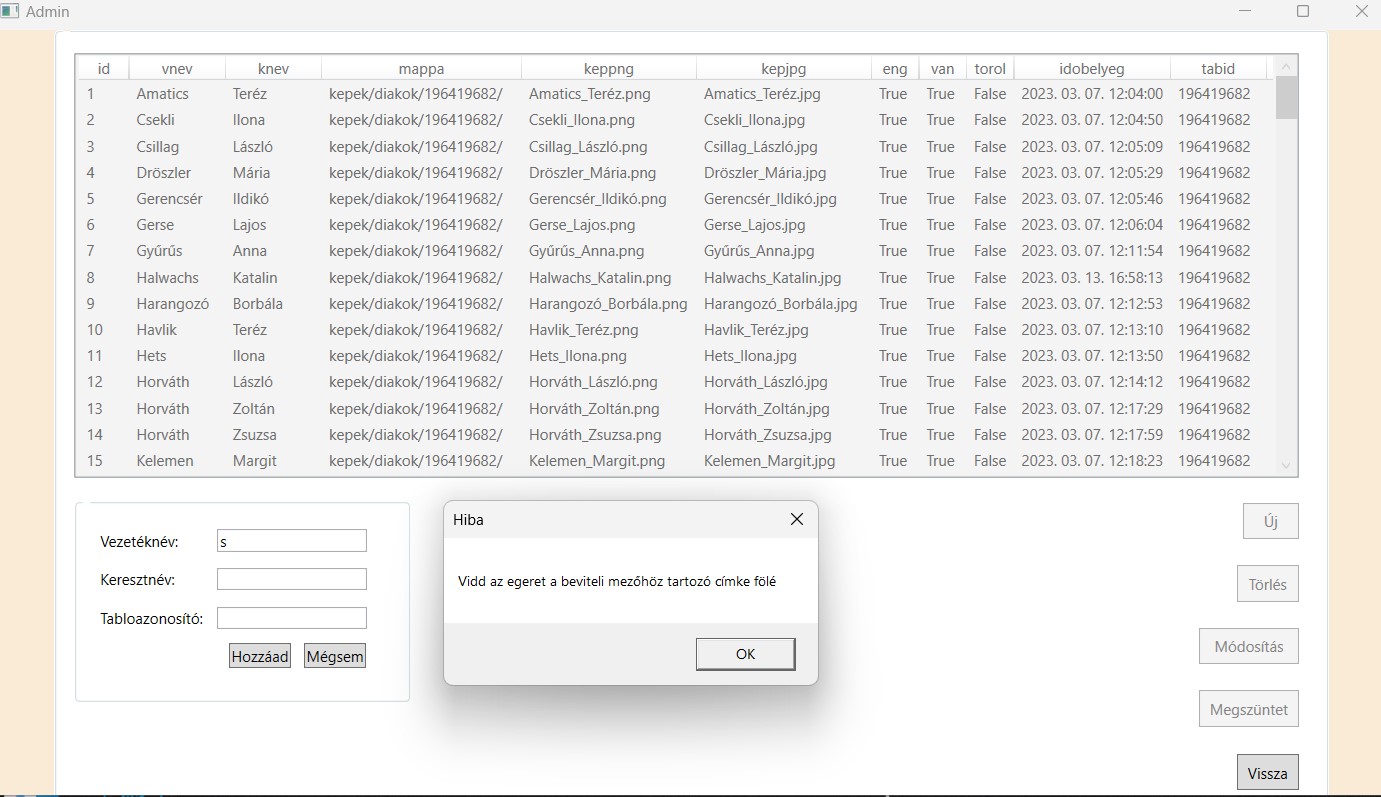 Admin
id vnev knev mappa keppng kepjpg eng van torol idobelyeg tabid
1 Amatics Teréz kepek/diakok/196419682/ Amatics_Teréz.png Amatics_Teréz.jpg True True False 2023. 03. 07. 12:04:00 196419682
2 Csekli Ilona kepek/diakok/196419682/ Csekli_Ilona.png Csekli_Ilona.jpg True True False 2023. 03. 07. 12:04:50 196419682
3 Csillag László kepek/diakok/196419682/ Csillag_László.png Csillag_László.jpg True True False 2023. 03. 07. 12:05:09 196419682
4 Dröszler Mária kepek/diakok/196419682/ Dröszler_Mária.png Dröszler_Mária.jpg True True False 2023. 03. 07. 12:05:29 196419682
5 Gerencsér Ildikó kepek/diakok/196419682/ Gerencsér_Ildikó.png Gerencsér_Ildikó.jpg True True False 2023. 03. 07. 12:05:46 196419682
6 Gerse Lajos kepek/diakok/196419682/ Gerse_Lajos.png Gerse_Lajos.jpg True True False 2023. 03. 07. 12:06:04 196419682
7 Gyűrűs Anna kepek/diakok/196419682/ Gyűrűs_Anna.png Gyűrűs_Anna.jpg True True False 2023. 03. 07. 12:11:54 196419682
8 Halwachs Katalin kepek/diakok/196419682/ Halwachs_Katalin.png Halwachs_Katalin.jpg True True False 2023. 03. 13. 16:58:13 196419682
9 Harangozó Borbála kepek/diakok/196419682/ Harangozó_Borbála.png Harangozó_Borbála.jpg True True False 2023. 03. 07. 12:12:53 196419682
10 Havlik Teréz kepek/diakok/196419682/ Havlik_Teréz.png Havlik_Teréz.jpg True True False 2023. 03. 07. 12:13:10 196419682
11 Hets Ilona kepek/diakok/196419682/ Hets_Ilona.png Hets_Ilona.jpg True True False 2023. 03. 07. 12:13:50 196419682
12 Horváth László kepek/diakok/196419682/ Horváth_László.png Horváth_László.jpg True True False 2023. 03. 07. 12:14:12 196419682
13 Horváth Zoltán kepek/diakok/196419682/ Horváth_Zoltán.png Horváth_Zoltán.jpg True True False 2023. 03. 07. 12:17:29 196419682
14 Horváth Zsuzsa kepek/diakok/196419682/ Horváth_Zsuzsa.png Horváth_Zsuzsa.jpg True True False 2023. 03. 07. 12:17:59 196419682
15 Kelemen Margit kepek/diakok/196419682/ Kelemen_Margit.png Kelemen_Margit.jpg True True False 2023. 03. 07. 12:18:23 196419682
Vezetéknév: s
Keresztnév:
Tabloazonosító:
Hozzáad Mégsem
Hiba
Vidd az egeret a beviteli mezőhöz tartozó címke fölé
OK
Új
Törlés
Módosítás
Megszüntet
Vissza